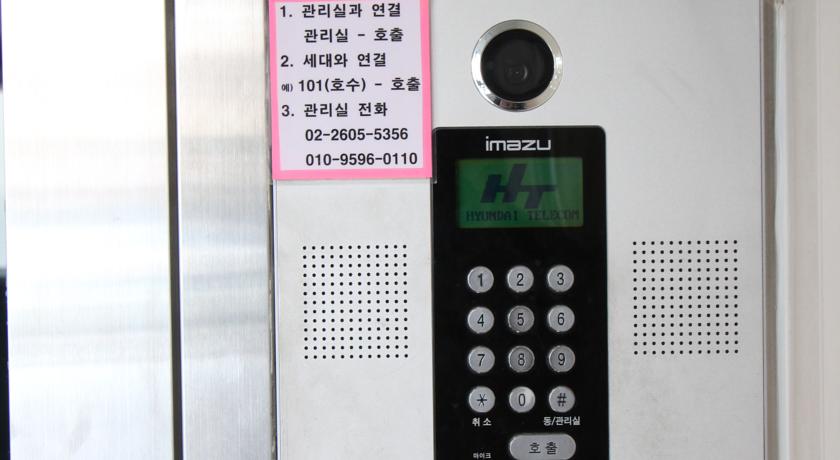 1. 관리실과 연결
관리실 - 호출
2. 세대와 연결
예) 101(호수) - 호출
3. 관리실 전화
02-2605-5356
010-9596-0110
imazu
HT
HYUNDAI TELECOM
1 2 3
4 5 6
7 8 9
* 0 #
취소 동/관리실
호출
마이크